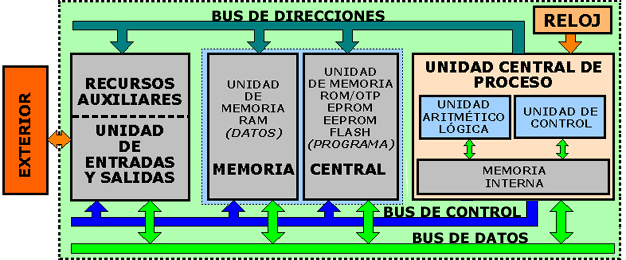 BUS DE DIRECCIONES
RELOJ
EXTERIOR
RECURSOS
AUXILIARES
UNIDAD
DE
ENTRADAS
Y SALIDAS
UNIDAD
DE
MEMORIA
RAM
(DATOS)
MEMORIA
UNIDAD
DE MEMORIA
ROM/OTP
EPROM
EEPROM
FLASH
(PROGRAMA)
CENTRAL
UNIDAD CENTRAL DE
PROCESO
UNIDAD
ARITMÉTICO
LÓGICA
UNIDAD DE
CONTROL
MEMORIA
INTERNA
BUS DE CONTROL
BUS DE DATOS